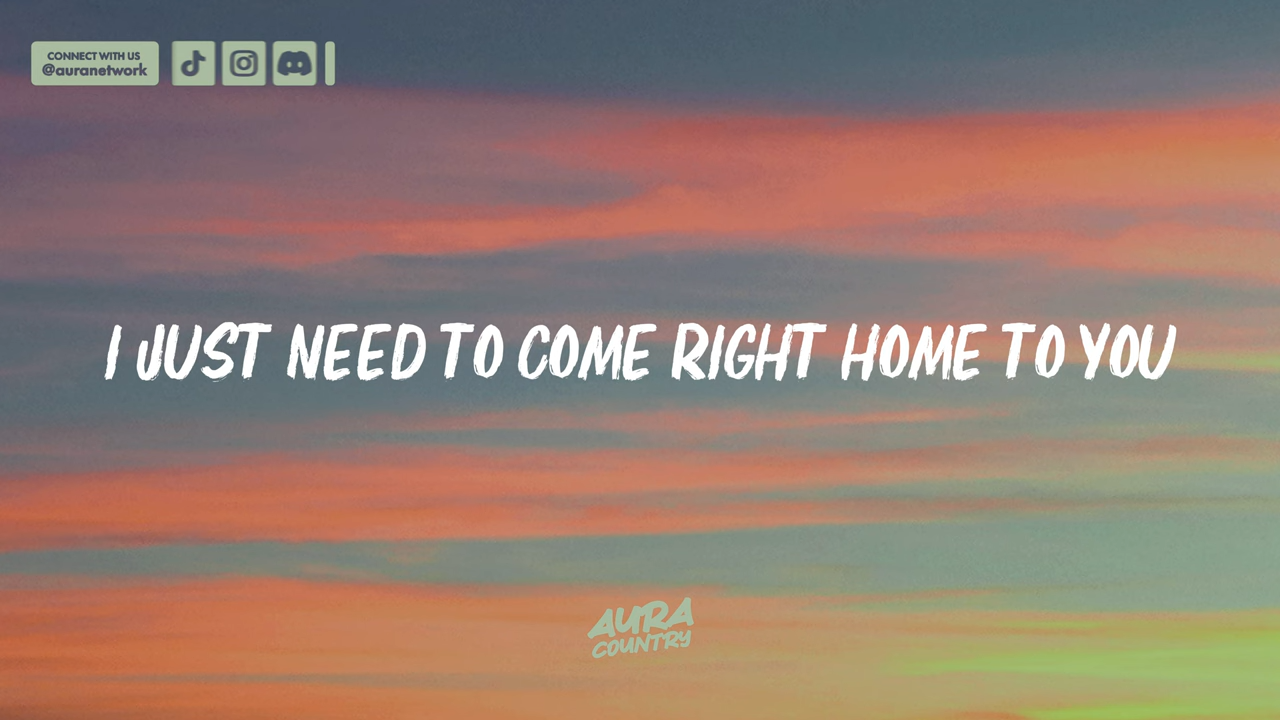 CONNECT WITH US
@auranetwork
I JUST NEED TO COME RIGHT HOME TO YOU
AURA
COUNTRY